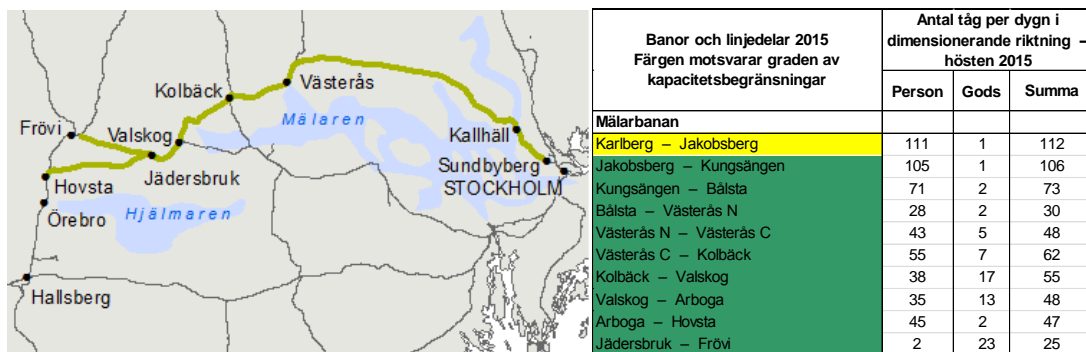 Västerås
Kolbäck
Mälaren
Frövi
Valskog
Kallhäll
Sundbyberg
Jädersbruk
STOCKHOLM
Hovsta
Hjälmaren
Örebro
Hallsberg
Banor och linjedelar 2015
Färgen motsvarar graden av
kapacitetsbegränsningar
Antal tåg per dygn i
dimensionerande riktning –
hösten 2015
Person Gods Summa
Mälarbanan
Karlberg – Jakobsberg 111 1 112
Jakobsberg – Kungsängen 105 1 106
Kungsängen – Bålsta 71 2 73
Bålsta – Västerås N 28 2 30
Västerås N – Västerås C 43 5 48
Västerås C – Kolbäck 55 7 62
Kolbäck – Valskog 38 17 55
Valskog – Arboga 35 13 48
Arboga – Hovsta 45 2 47
Jädersbruk – Frövi 2 23 25